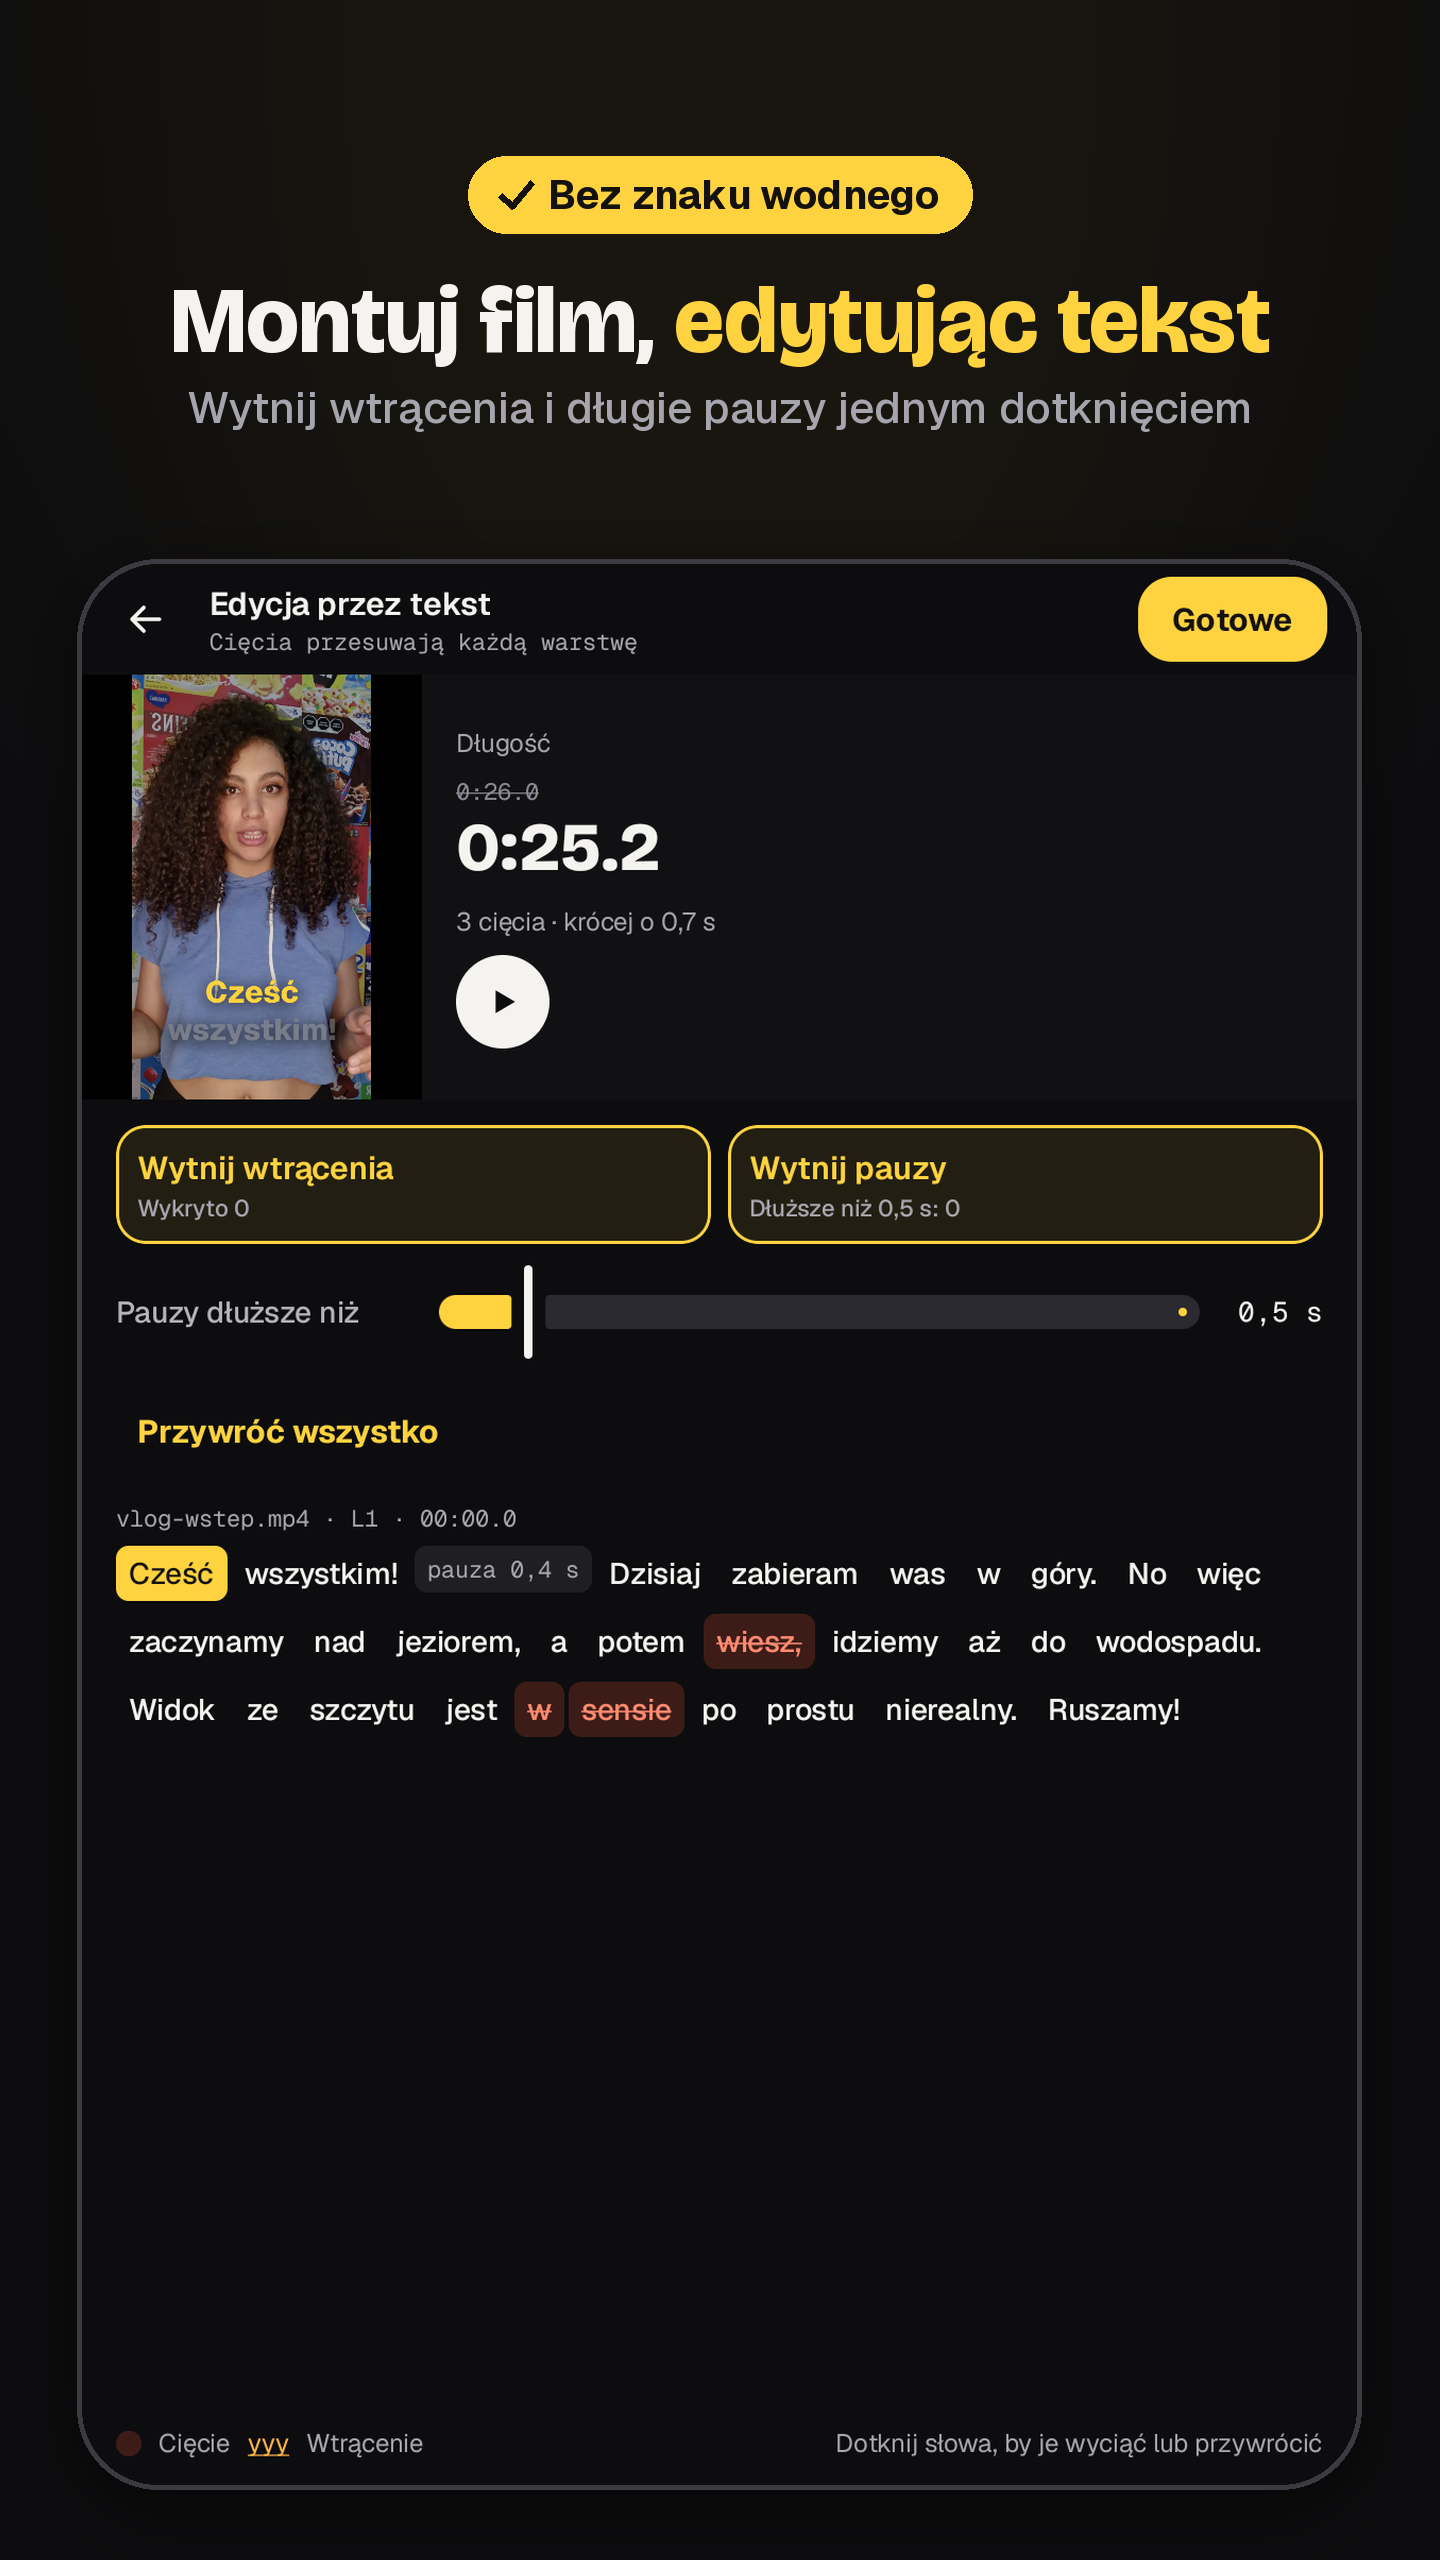 ✓ Bez znaku wodnego
Montuj film, edytując tekst
Wytnij wtrącenia i długie pauzy jednym dotknięciem
Edycja przez tekst
Cięcia przesuwają każdą warstwę
Gotowe
Długość
0:26.0
0:25.2
3 cięcia · krócej o 0,7 s
Cześć
wszystkim!
Wytnij wtrącenia
Wykryto 0
Wytnij pauzy
Dłuższe niż 0,5 s: 0
Pauzy dłuższe niż
0,5 s
Przywróć wszystko
vlog-wstep.mp4 · L1 · 00:00.0
Cześć wszystkim! pauza 0,4 s Dzisiaj zabieram was w góry. No więc
zaczynamy nad jeziorem, a potem wiesz, idziemy aż do wodospadu.
Widok ze szczytu jest w sensie po prostu nierealny. Ruszamy!
Cięcie yyy Wtrącenie
Dotknij słowa, by je wyciąć lub przywrócić